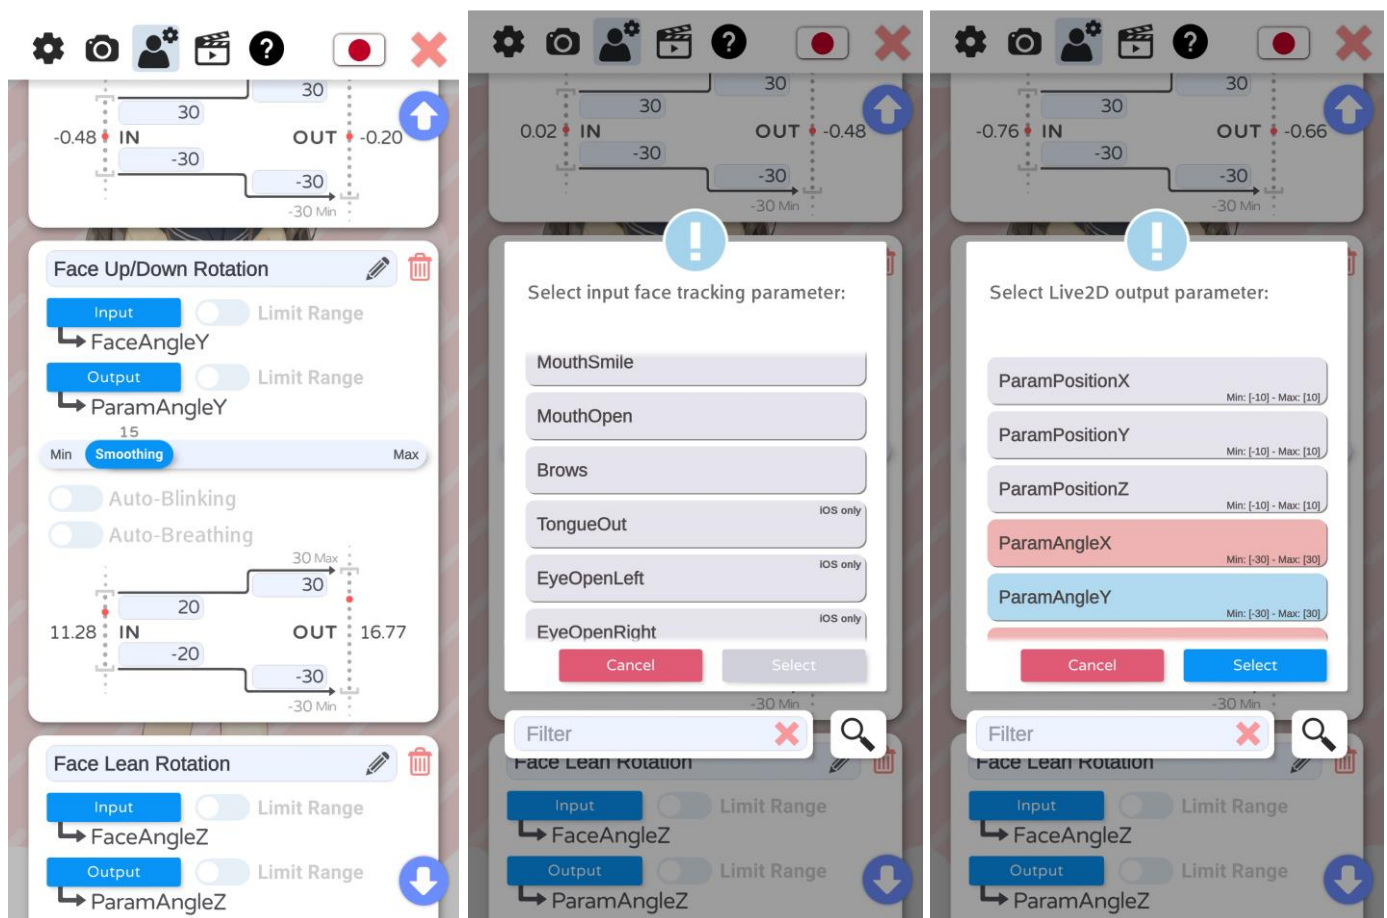 30
30
-0.48 IN OUT -0.20
-30
-30
-30 Min
Face Up/Down Rotation
Input Limit Range
FaceAngleY
Output Limit Range
ParamAngleY
15
Min Smoothing Max
Auto-Blinking
Auto-Breathing
30 Max
30
20
11.28 IN OUT 16.77
-20
-30
-30 Min
Face Lean Rotation
Input Limit Range
FaceAngleZ
Output Limit Range
ParamAngleZ
30
30
0.02 IN OUT -0.48
-30
-30
-30 Min
Select input face tracking parameter:
MouthSmile
MouthOpen
Brows
TongueOut iOS only
EyeOpenLeft iOS only
EyeOpenRight iOS only
Cancel Select
-30 Min
Filter
Face Lean Rotation
Input Limit Range
FaceAngleZ
Output Limit Range
ParamAngleZ
30
30
-0.76 IN OUT -0.66
-30
-30
-30 Min
Select Live2D output parameter:
ParamPositionX
Min: [-10] - Max: [10]
ParamPositionY
Min: [-10] - Max: [10]
ParamPositionZ
Min: [-10] - Max: [10]
ParamAngleX
Min: [-30] - Max: [30]
ParamAngleY
Min: [-30] - Max: [30]
Cancel Select
-30 Min
Filter
Face Lean Rotation
Input Limit Range
FaceAngleZ
Output Limit Range
ParamAngleZ